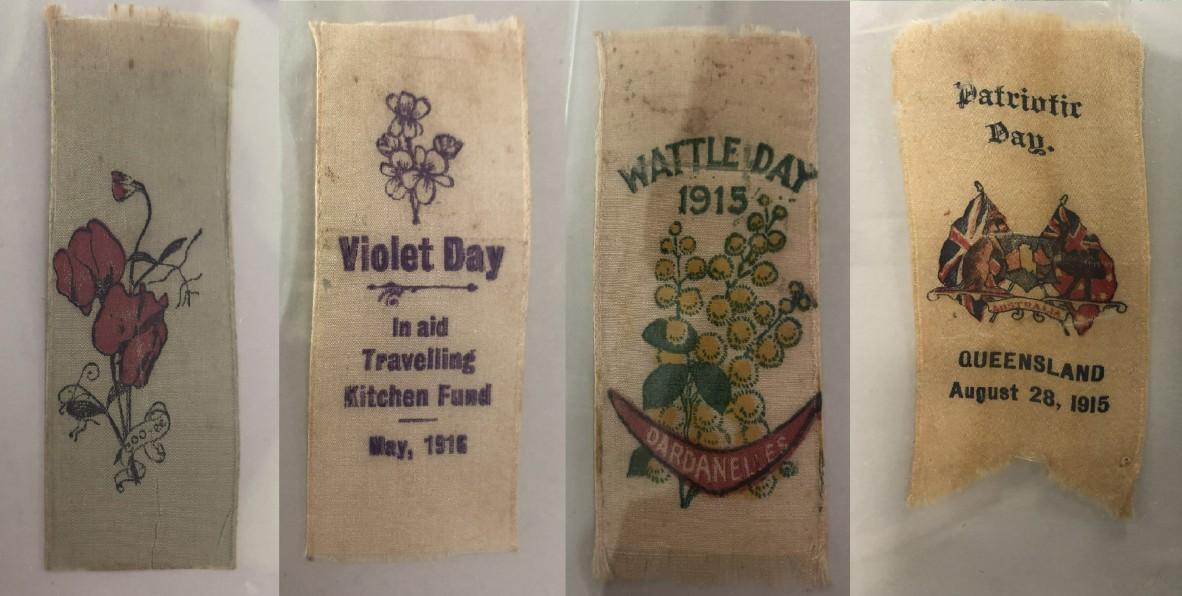 Violet Day
In aid
Travelling
Kitchen Fund
May, 1916
WATTLE DAY
1915
DARDANELLES
Patriotic
Day.
AUSTRALIA
QUEENSLAND
August 28, 1915